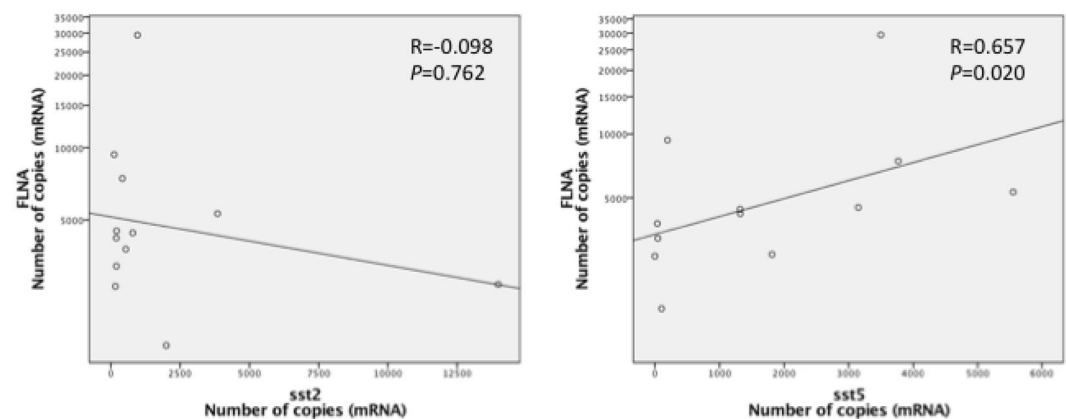 R=-0.098
P=0.762
35000
30000
25000
20000
15000
10000
5000
FLNA
Number of copies (mRNA)
0 2500 5000 7500 10000 12500
sst2
Number of copies (mRNA)
R=0.657
P=0.020
35000
30000
25000
20000
15000
10000
5000
FLNA
Number of copies (mRNA)
0 1000 2000 3000 4000 5000 6000
sst5
Number of copies (mRNA)